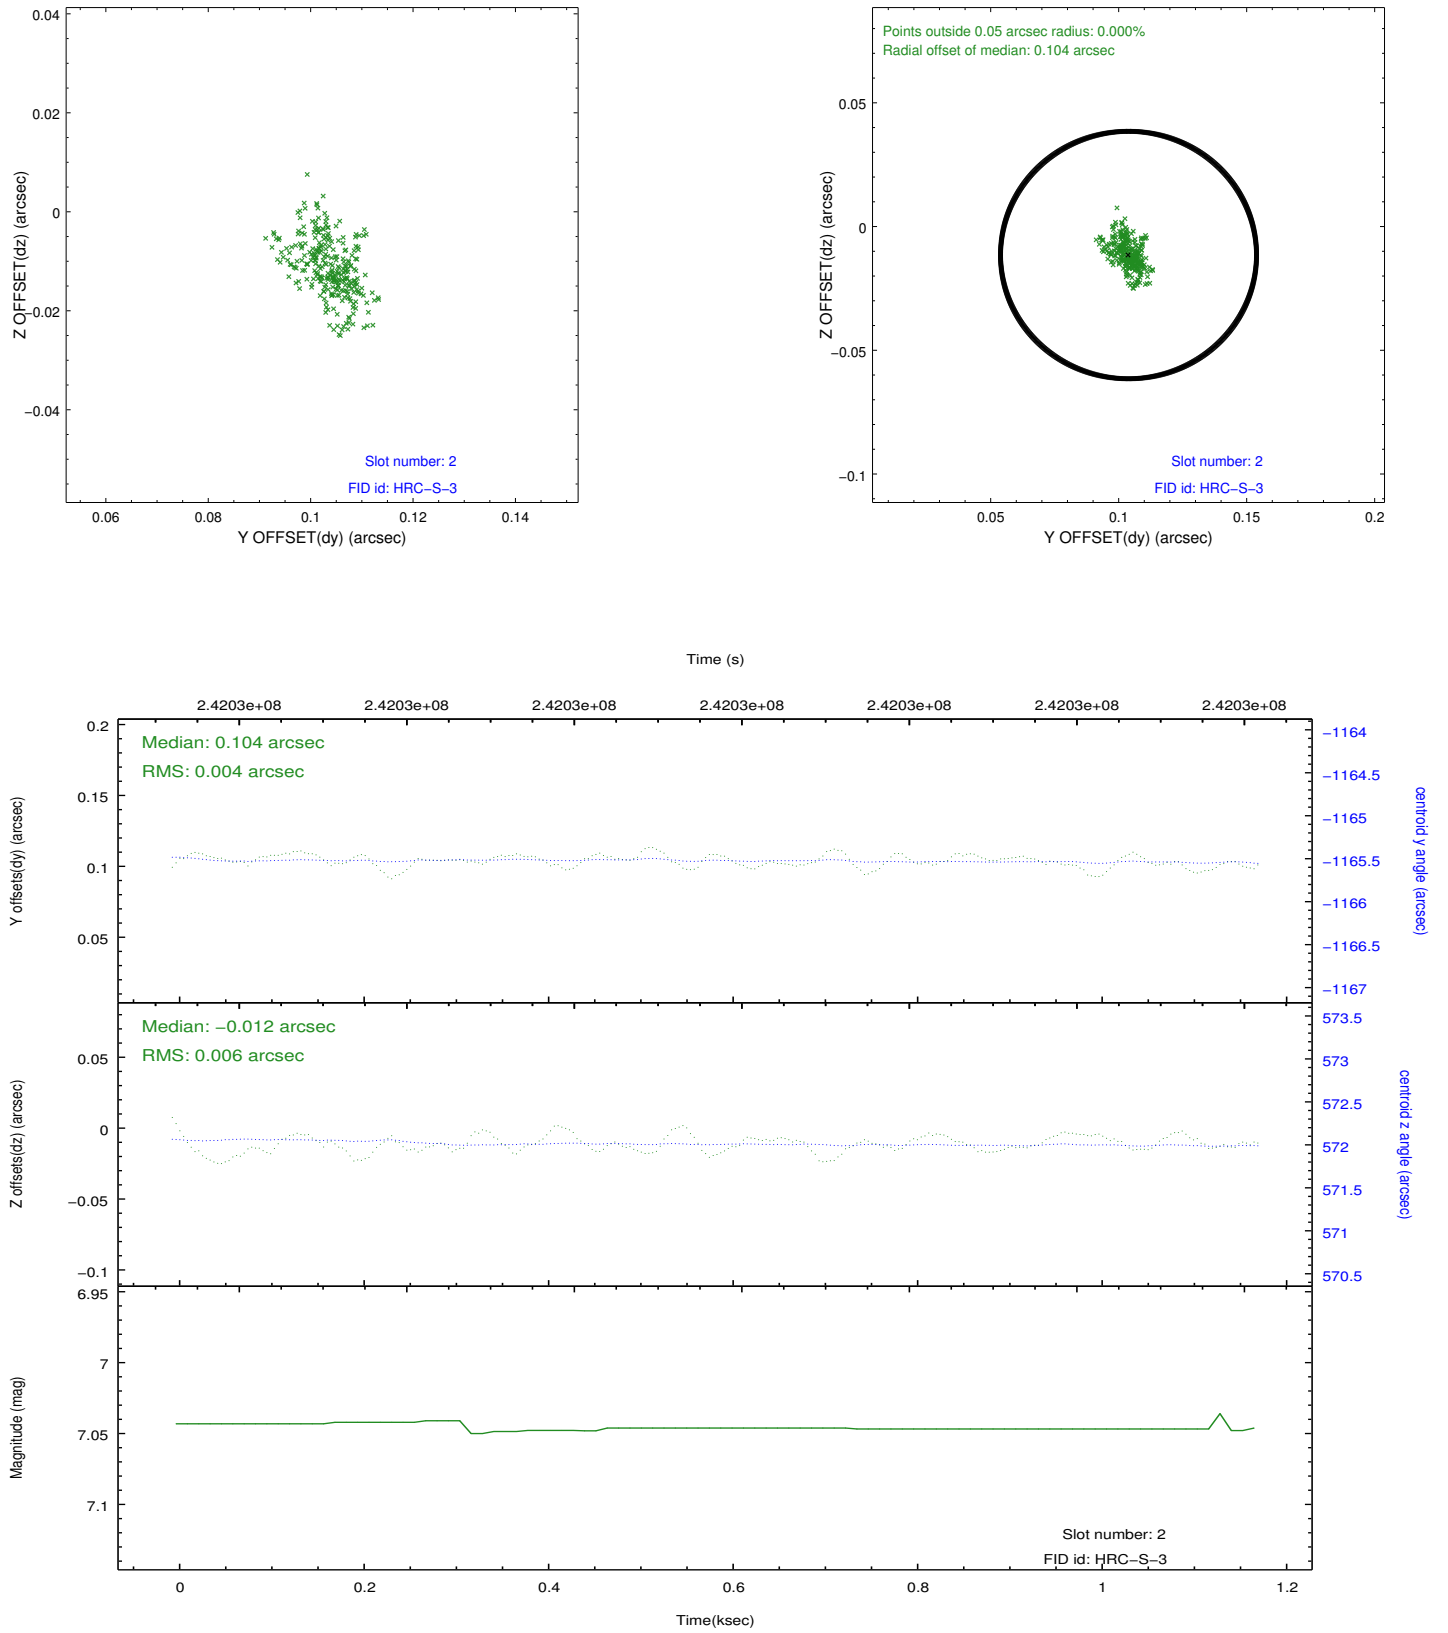 0.04
0.02
0
−0.02
−0.04
Z OFFSET(dz) (arcsec)
Slot number: 2
FID id: HRC−S−3
0.06 0.08 0.1 0.12 0.14
Y OFFSET(dy) (arcsec)
Points outside 0.05 arcsec radius: 0.000%
Radial offset of median: 0.104 arcsec
0.05
0
−0.05
−0.1
Z OFFSET(dz) (arcsec)
Slot number: 2
FID id: HRC−S−3
0.05 0.1 0.15 0.2
Y OFFSET(dy) (arcsec)
Time (s)
2.4203e+08 2.4203e+08 2.4203e+08 2.4203e+08 2.4203e+08 2.4203e+08 2.4203e+08
Median: 0.104 arcsec
RMS: 0.004 arcsec
0.2
0.15
0.1
0.05
Y offsets(dy) (arcsec)
−1164
−1164.5
−1165
−1165.5
−1166
−1166.5
−1167
centroid y angle (arcsec)
Median: −0.012 arcsec
RMS: 0.006 arcsec
0.05
0
−0.05
−0.1
Z offsets(dz) (arcsec)
573.5
573
572.5
572
571.5
571
570.5
centroid z angle (arcsec)
6.95
7
7.05
7.1
Magnitude (mag)
Slot number: 2
FID id: HRC−S−3
0 0.2 0.4 0.6 0.8 1 1.2
Time(ksec)